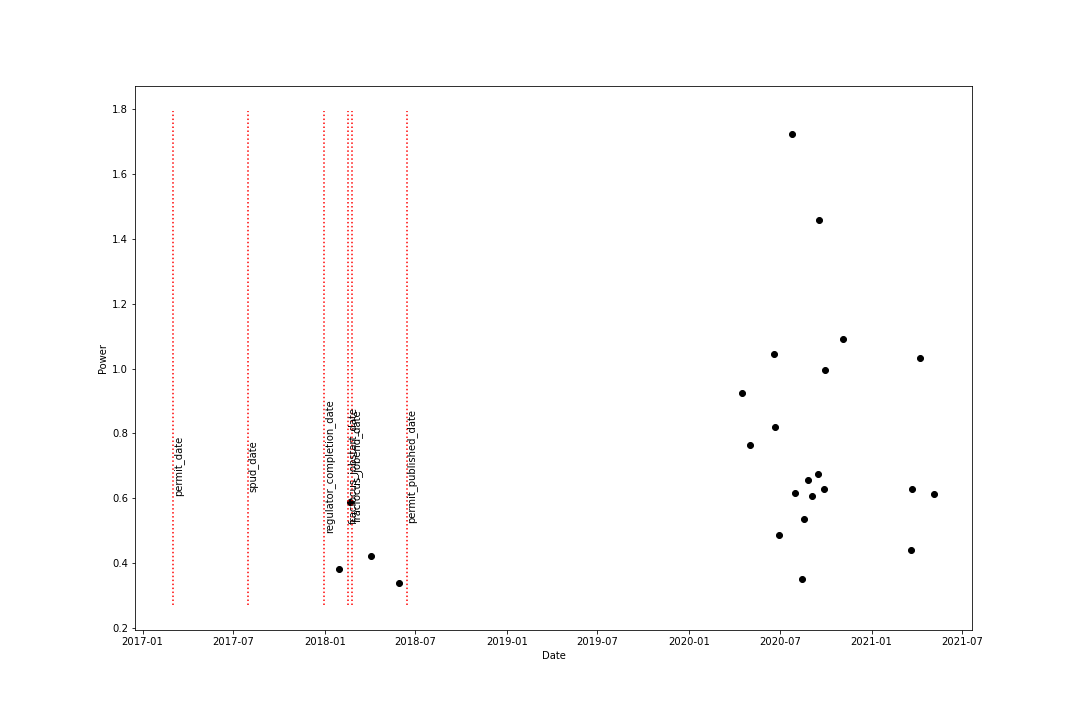 1.8
1.6
1.4
1.2
1.0
0.8
0.6
0.4
0.2
Power
permit_date
spud_date
regulator_completion_date
fracfocus_jobstart_date
fracfocus_jobend_date
permit_published_date
2017-01
2017-07
2018-01
2018-07
2019-01
2019-07
2020-01
2020-07
2021-01
2021-07
Date